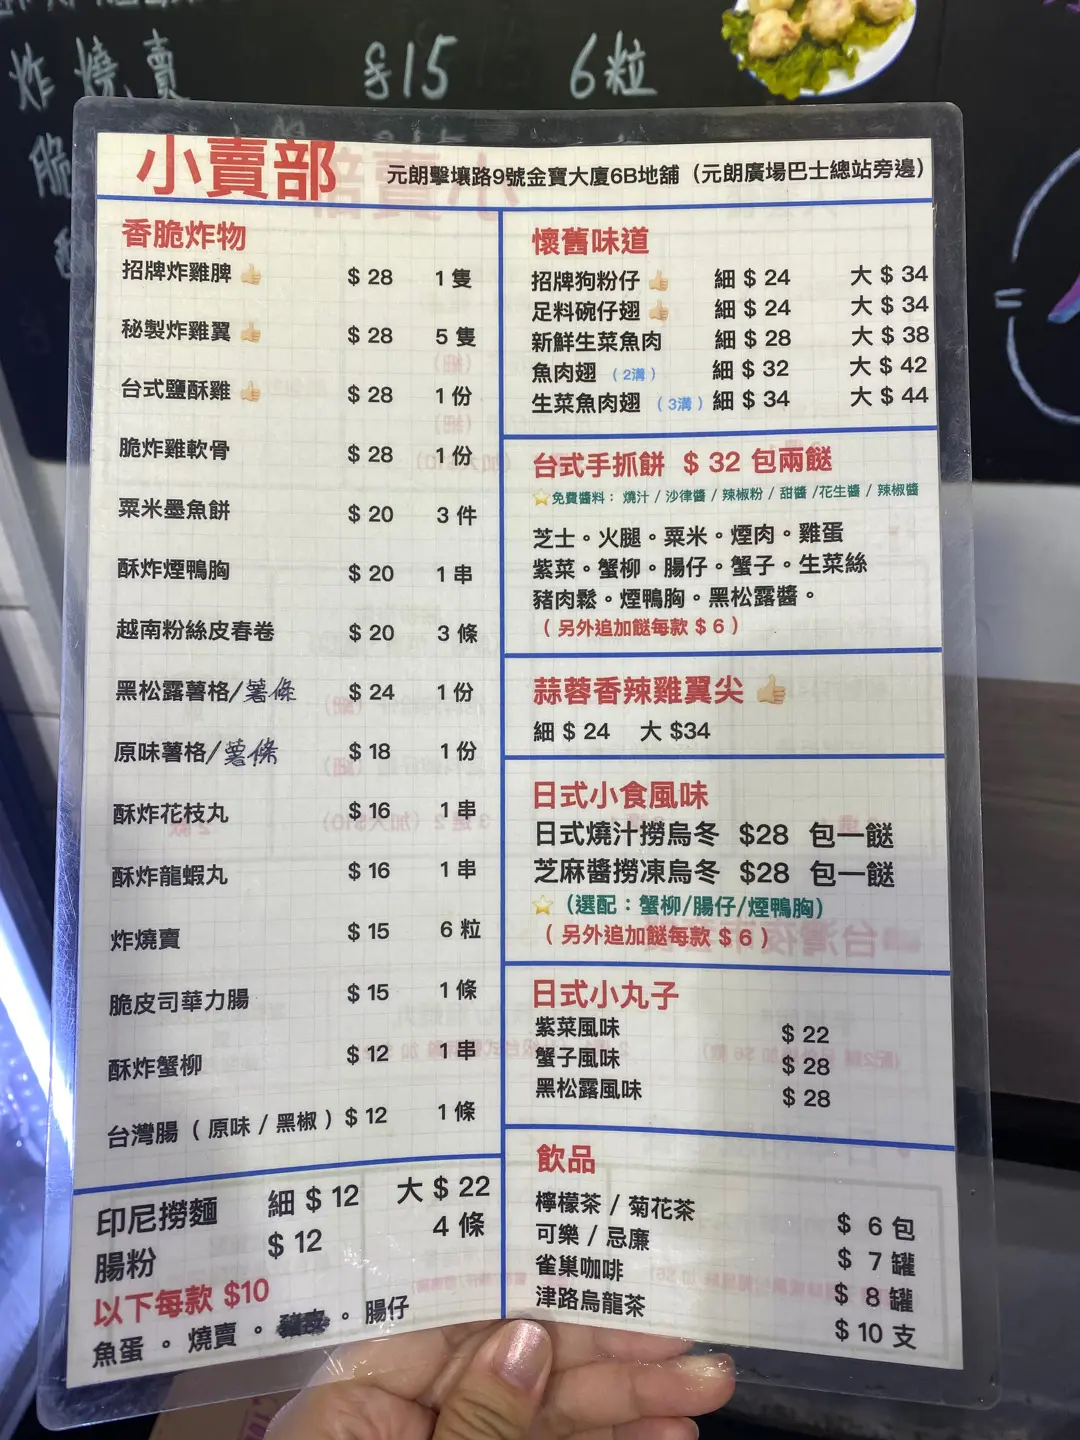 炸燒賣 $15 6粒
小賣部 元朗擊壤路9號金寶大廈6B地舖（元朗廣場巴士總站旁邊）
香脆炸物
招牌炸雞脾 $ 28 1 隻
秘製炸雞翼 $ 28 5 隻
台式鹽酥雞 $ 28 1 份
脆炸雞軟骨 $ 28 1 份
粟米墨魚餅 $ 20 3 件
酥炸煙鴨胸 $ 20 1 串
越南粉絲皮春卷 $ 20 3 條
黑松露薯格/薯條 $ 24 1 份
原味薯格/薯條 $ 18 1 份
酥炸花枝丸 $ 16 1 串
酥炸龍蝦丸 $ 16 1 串
炸燒賣 $ 15 6 粒
脆皮司華力腸 $ 15 1 條
酥炸蟹柳 $ 12 1 串
台灣腸 ( 原味 / 黑椒 ) $ 12 1 條
印尼撈麵 細 $ 12 大 $ 22
腸粉 $ 12 4 條
以下每款 $10
魚蛋 。 燒賣 。 。 腸仔
懷舊味道
招牌狗粉仔 細 $ 24 大 $ 34
足料碗仔翅 細 $ 24 大 $ 34
新鮮生菜魚肉 細 $ 28 大 $ 38
魚肉翅 （2溝） 細 $ 32 大 $ 42
生菜魚肉翅 （3溝） 細 $ 34 大 $ 44
台式手抓餅 $ 32 包兩餸
免費醬料： 燒汁 / 沙律醬 / 辣椒粉 / 甜醬 /花生醬 / 辣椒醬
芝士。火腿。粟米。煙肉。雞蛋
紫菜。蟹柳。腸仔。蟹子。生菜絲
豬肉鬆。煙鴨胸。黑松露醬。
（ 另外追加餸每款 $ 6 ）
蒜蓉香辣雞翼尖
細 $ 24 大 $34
日式小食風味
日式燒汁撈烏冬 $28 包一餸
芝麻醬撈凍烏冬 $28 包一餸
（選配：蟹柳/腸仔/煙鴨胸）
（ 另外追加餸每款 $ 6 ）
日式小丸子
紫菜風味 $ 22
蟹子風味 $ 28
黑松露風味 $ 28
飲品
檸檬茶 / 菊花茶 $ 6 包
可樂 / 忌廉 $ 7 罐
雀巢咖啡 $ 8 罐
津路烏龍茶 $ 10 支